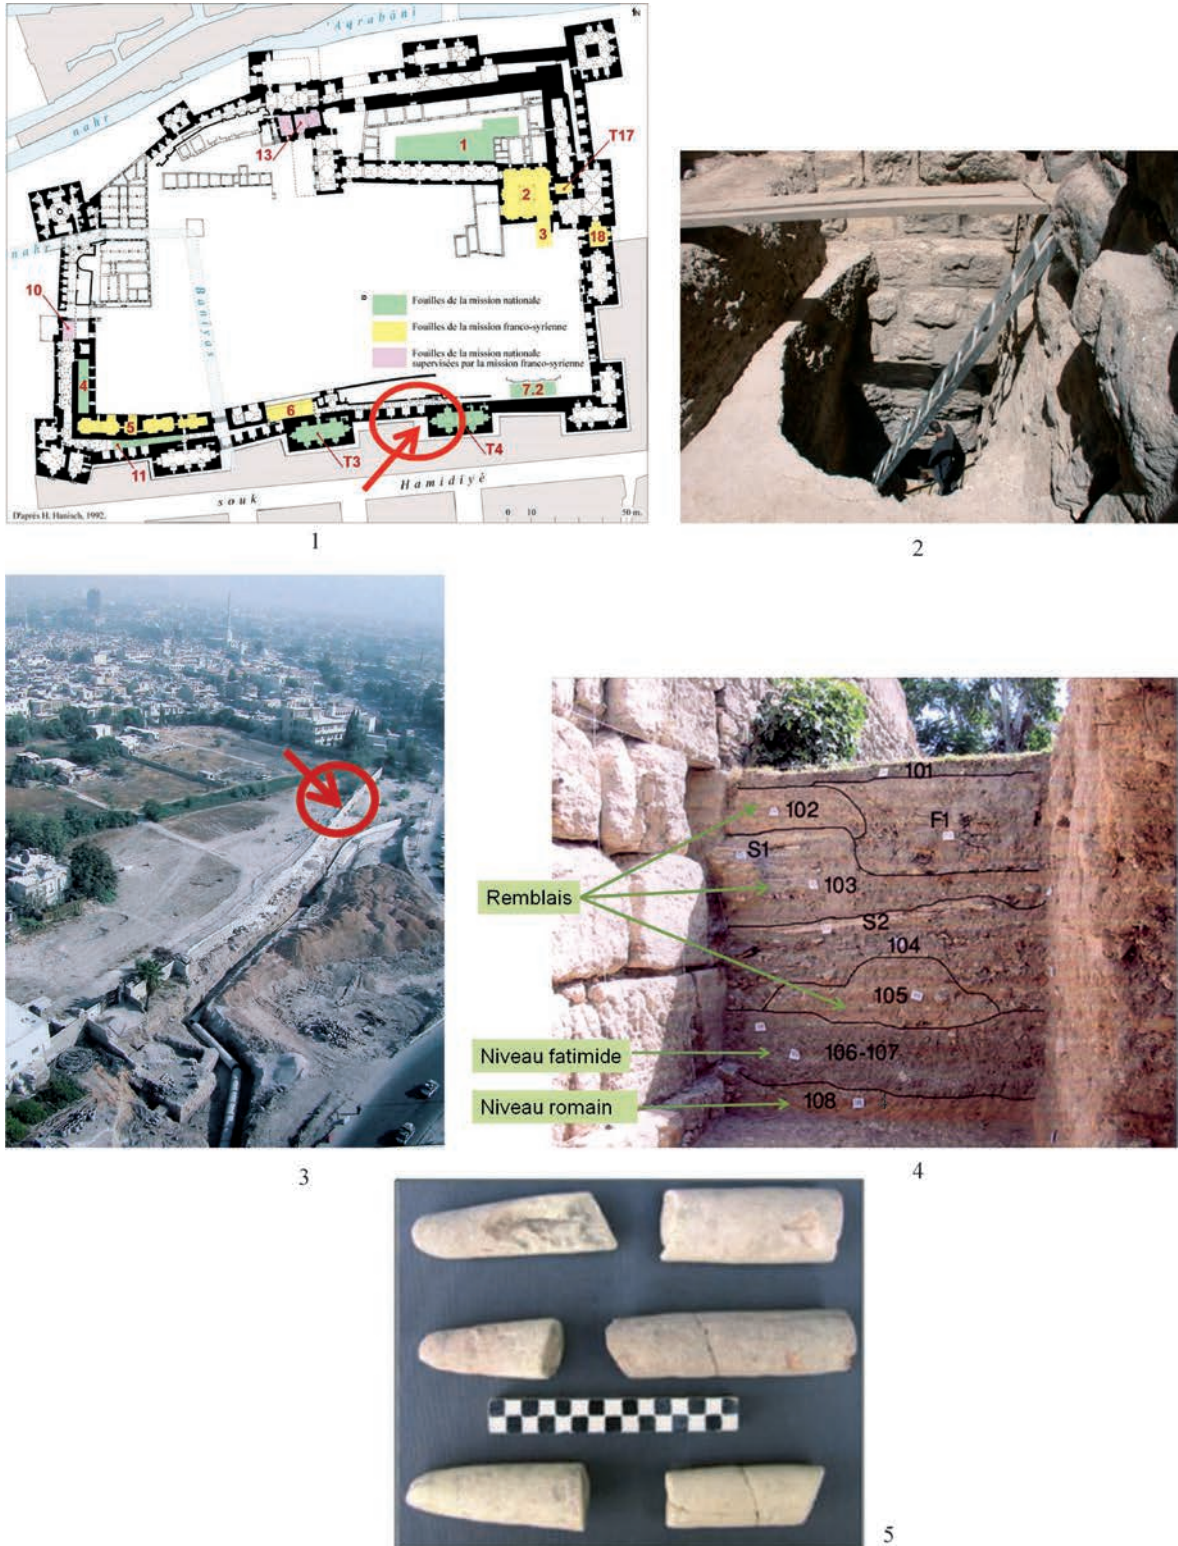 'Aqrabānī
N
nahr
13
1
T17
2
3
18
nahr
Baniyas
10
Fouilles de la mission nationale
Fouilles de la mission franco-syrienne
Fouilles de la mission nationale
supervisées par la mission franco-syrienne
4
5
6
7.2
11
T3
T4
souk Hamidiyé
D'après H. Hanisch, 1992.
0 10 50 m.
1
2
3
101
102
F1
S1
103
Remblais
S2
104
105
Niveau fatimide
106-107
Niveau romain
108
4
5